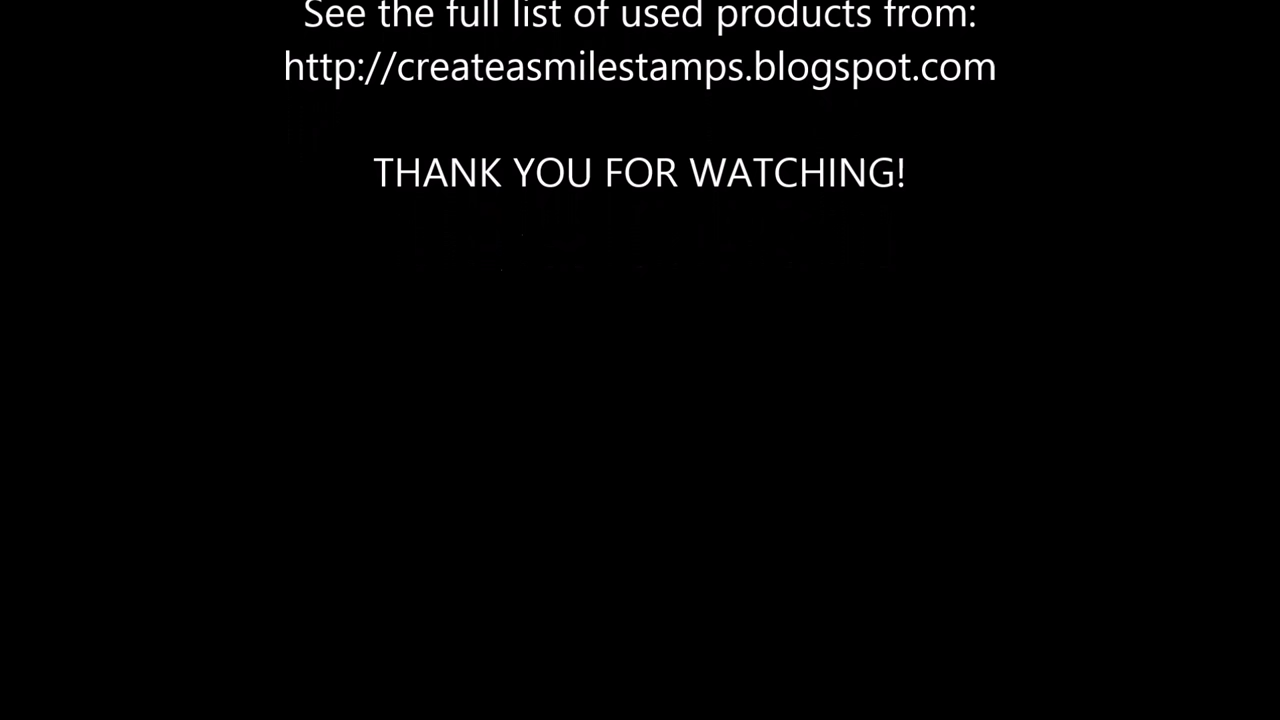 See the full list of used products from:
http://createasmilestamps.blogspot.com
THANK YOU FOR WATCHING!